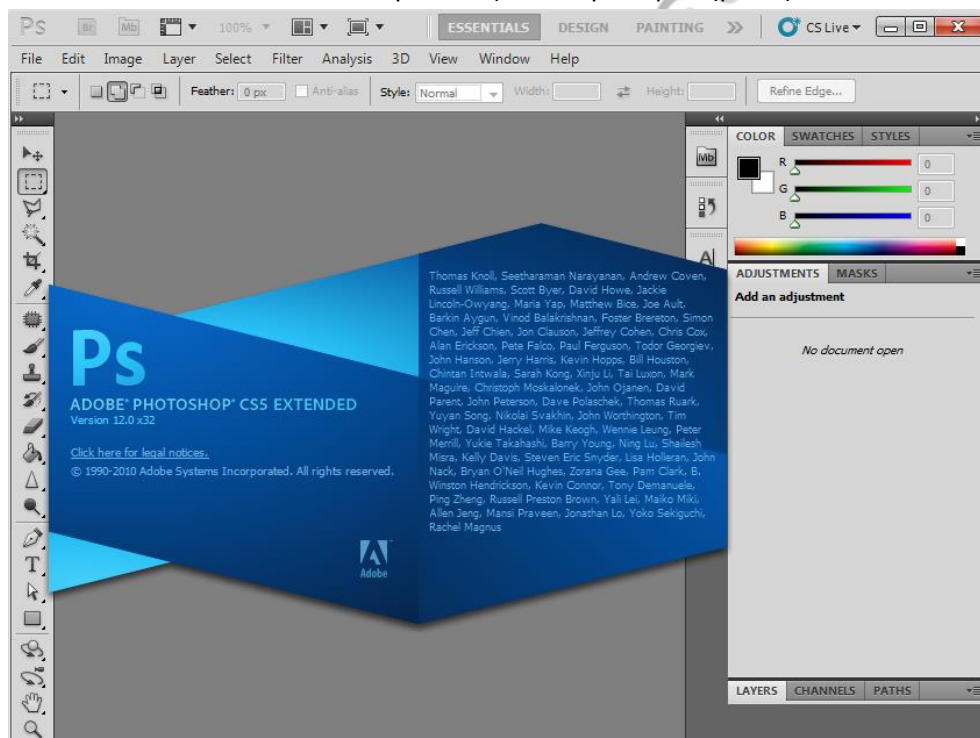 PS Br Mb 100% ESSENTIALS DESIGN PAINTING CS Live
File Edit Image Layer Select Filter Analysis 3D View Window Help
Feather: 0 px Anti-alias Style: Normal Width: Height: Refine Edge...
COLOR SWATCHES STYLES
Mb
R 0
G 0
B 0
A
ADJUSTMENTS MASKS
Add an adjustment
No document open
Ps
ADOBE® PHOTOSHOP® CS5 EXTENDED
Version 12.0 x32
Click here for legal notices.
© 1990-2010 Adobe Systems Incorporated. All rights reserved.
Adobe
Thomas Knoll, Seetharaman Narayanan, Andrew Coven,
Russell Williams, Scott Byer, David Howe, Jackie
Lincoln-Owyang, Maria Yap, Matthew Bice, Joe Ault,
Barkin Aygun, Vinod Balakrishnan, Foster Brereton, Simon
Chen, Jeff Chien, Jon Clauson, Jeffrey Cohen, Chris Cox,
Alan Erickson, Pete Falco, Paul Ferguson, Todor Georgiev,
John Hanson, Jerry Harris, Kevin Hopps, Bill Houston,
Chintan Intwala, Sarah Kong, Xinju Li, Tai Luxon, Mark
Maguire, Christoph Moskalonek, John Ojanen, David
Parent, John Peterson, Dave Polaschek, Thomas Ruark,
Yuyan Song, Nikolai Svakhin, John Worthington, Tim
Wright, David Hackel, Mike Keogh, Wennie Leung, Peter
Merrill, Yukie Takahashi, Barry Young, Ning Lu, Shailesh
Misra, Kelly Davis, Steven Eric Snyder, Lisa Holleran, John
Nack, Bryan O'Neil Hughes, Zorana Gee, Pam Clark, B.
Winston Hendrickson, Kevin Connor, Tony Demanuele,
Ping Zheng, Russell Preston Brown, Yali Lei, Maiko Miki,
Allen Jeng, Mansi Praveen, Jonathan Lo, Yoko Sekiguchi,
Rachel Magnus
T
LAYERS CHANNELS PATHS